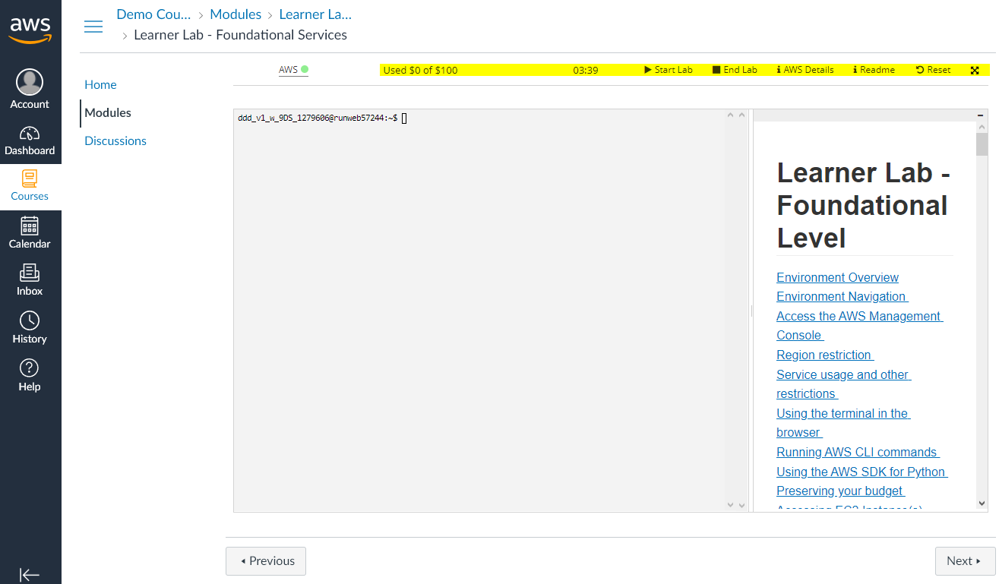 aws
Account
Dashboard
Courses
Calendar
Inbox
History
Help
Demo Cou... > Modules > Learner La...
> Learner Lab - Foundational Services
Home
Modules
Discussions
AWS
Used $0 of $100 03:39 Start Lab End Lab AWS Details Readme Reset
ddd_v1_w_9DS_1279606@runweb57244:~$
Learner Lab -
Foundational
Level
Environment Overview
Environment Navigation
Access the AWS Management
Console
Region restriction
Service usage and other
restrictions
Using the terminal in the
browser
Running AWS CLI commands
Using the AWS SDK for Python
Preserving your budget
Accessing EC2 Instance(s)
Previous
Next